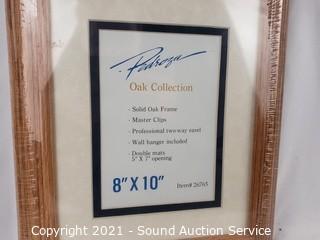 Pedroza
Oak Collection
· Solid Oak Frame
· Master Clips
· Professional two-way easel
· Wall hanger included
· Double mats
5" X 7" opening
8" X 10"
Item# 26765
Copyright 2021 - Sound Auction Service